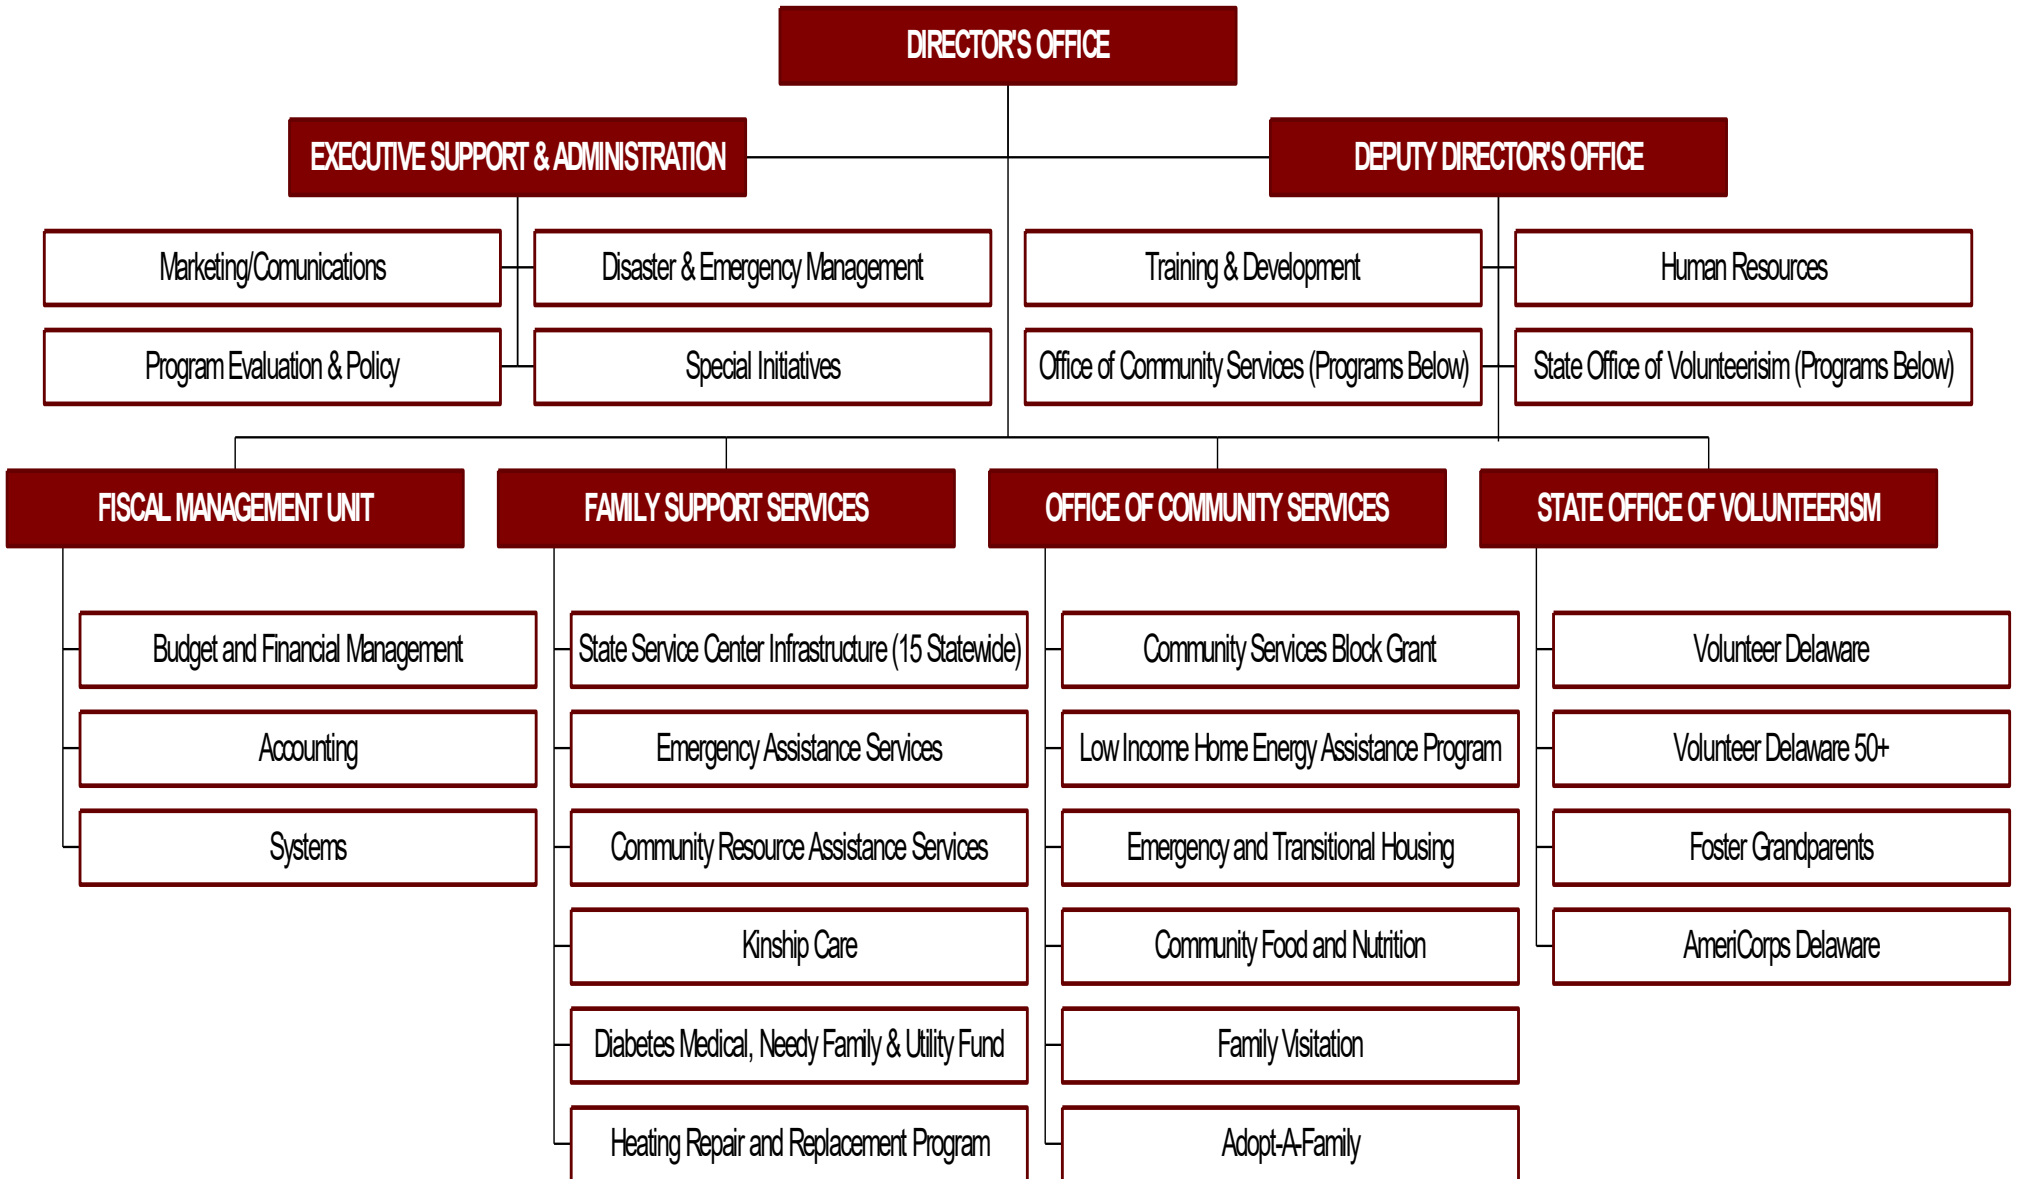 DIRECTOR'S OFFICE
EXECUTIVE SUPPORT & ADMINISTRATION
DEPUTY DIRECTOR'S OFFICE
Marketing/Comunications
Disaster & Emergency Management
Training & Development
Human Resources
Program Evaluation & Policy
Special Initiatives
Office of Community Services (Programs Below)
State Office of Volunteerisim (Programs Below)
FISCAL MANAGEMENT UNIT
FAMILY SUPPORT SERVICES
OFFICE OF COMMUNITY SERVICES
STATE OFFICE OF VOLUNTEERISM
Budget and Financial Management
State Service Center Infrastructure (15 Statewide)
Community Services Block Grant
Volunteer Delaware
Accounting
Emergency Assistance Services
Low Income Home Energy Assistance Program
Volunteer Delaware 50+
Systems
Community Resource Assistance Services
Emergency and Transitional Housing
Foster Grandparents
Kinship Care
Community Food and Nutrition
AmeriCorps Delaware
Diabetes Medical, Needy Family & Utility Fund
Family Visitation
Heating Repair and Replacement Program
Adopt-A-Family